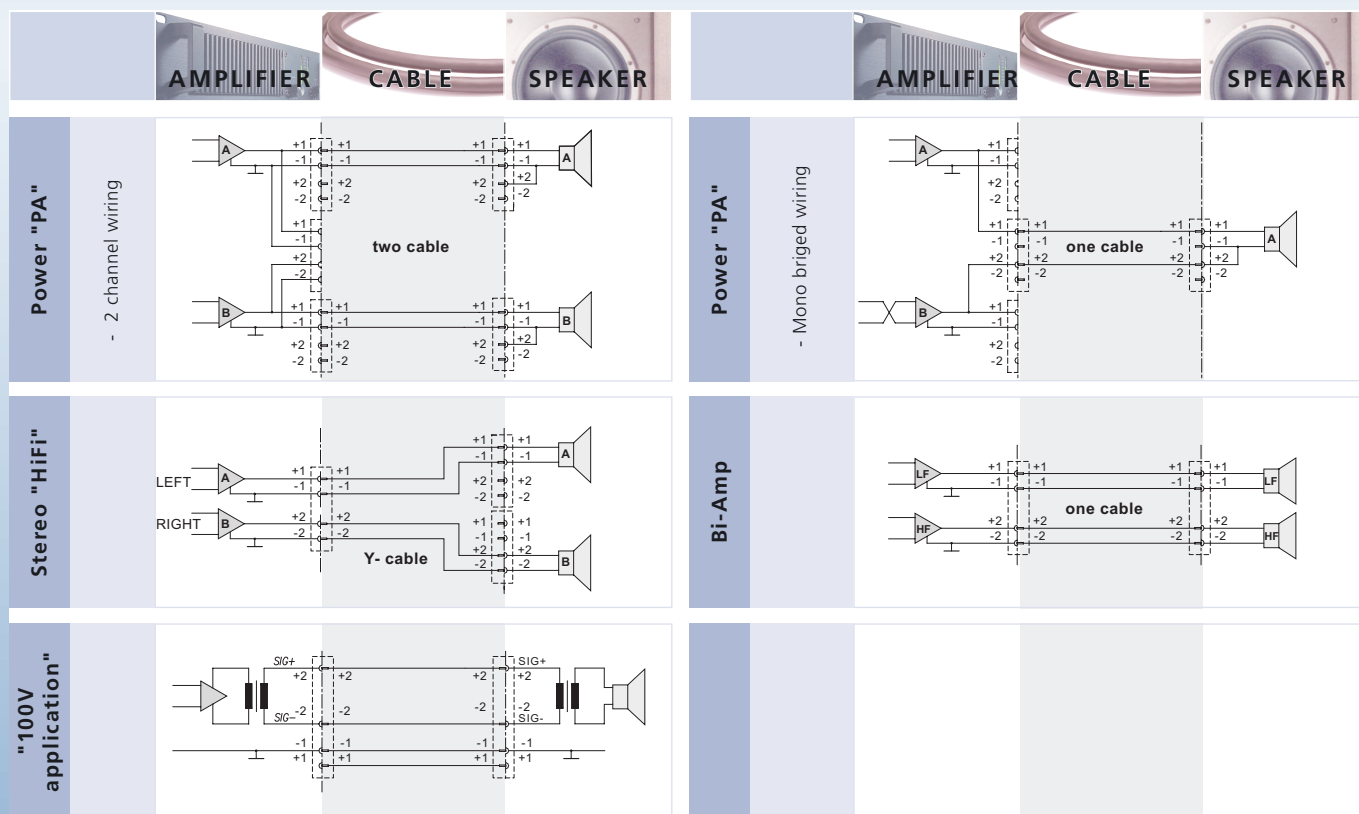 AMPLIFIER CABLE SPEAKER
AMPLIFIER CABLE SPEAKER
Power "PA"
- 2 channel wiring
A +1 +1 +1 +1 A
-1 -1 -1 -1
+2 +2 +2 +2
-2 -2 -2 -2
+1
-1
two cable
+2
-2
B +1 +1 +1 +1 B
-1 -1 -1 -1
+2 +2 +2 +2
-2 -2 -2 -2
Power "PA"
- Mono briged wiring
A +1
-1
+2
-2
+1 +1 +1 +1 A
-1 -1 one cable -1 -1
+2 +2 +2 +2
-2 -2 -2 -2
B +1
-1
+2
-2
Stereo "HiFi"
+1 +1 A
-1 -1
LEFT A +1 +1 +2 +2
-1 -1 -2 -2
RIGHT B +2 +2 +1 +1
-2 -2 -1 -1
Y- cable +2 +2 B
-2 -2
Bi-Amp
LF +1 +1 +1 +1 LF
-1 -1 -1 -1
one cable
HF +2 +2 +2 +2 HF
-2 -2 -2 -2
"100V
application"
SIG+ SIG+
+2 +2 +2 +2
-2 -2 -2 -2
SIG– SIG-
-1 -1 -1 -1
+1 +1 +1 +1